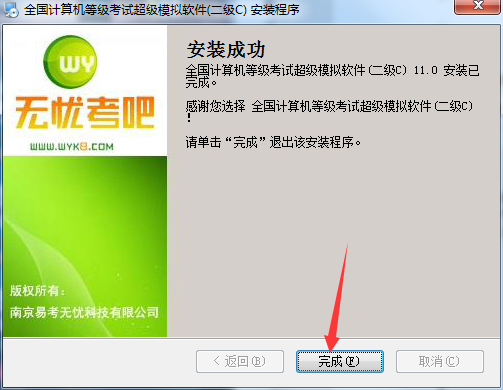 全国计算机等级考试超级模拟软件(二级C) 安装程序
WY
无忧考吧
WWW.WYK8.COM
版权所有：
南京易考无忧科技有限公司
安装成功
全国计算机等级考试超级模拟软件(二级C) 11.0 安装已
完成。
感谢您选择 全国计算机等级考试超级模拟软件(二级C)
!
请单击“完成”退出该安装程序。
< 返回(B)
完成(F)
取消(C)